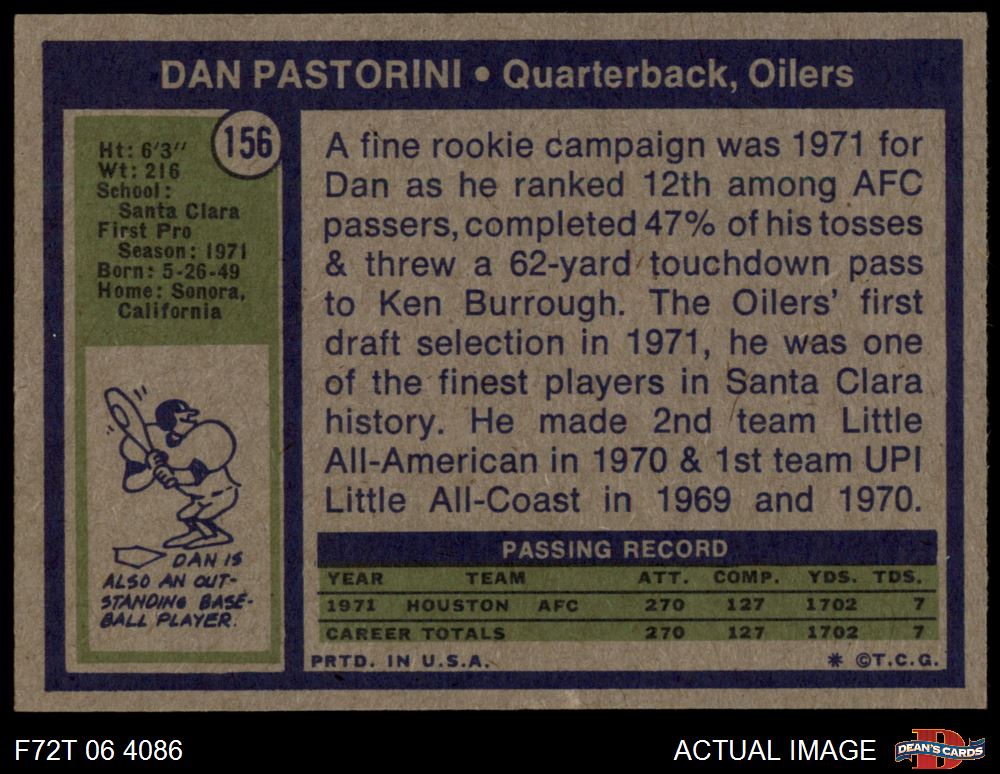 DAN PASTORINI • Quarterback, Oilers
156
Ht: 6'3"
Wt: 216
School:
Santa Clara
First Pro
Season: 1971
Born: 5-26-49
Home: Sonora,
California
DAN IS
ALSO AN OUT-
STANDING BASE-
BALL PLAYER.
A fine rookie campaign was 1971 for
Dan as he ranked 12th among AFC
passers, completed 47% of his tosses
& threw a 62-yard touchdown pass
to Ken Burrough. The Oilers' first
draft selection in 1971, he was one
of the finest players in Santa Clara
history. He made 2nd team Little
All-American in 1970 & 1st team UPI
Little All-Coast in 1969 and 1970.
PASSING RECORD
YEAR TEAM ATT. COMP. YDS. TDS.
1971 HOUSTON AFC 270 127 1702 7
CAREER TOTALS 270 127 1702 7
PRTD. IN U.S.A. * ©T.C.G.
F72T 06 4086 ACTUAL IMAGE D DEAN'S CARDS